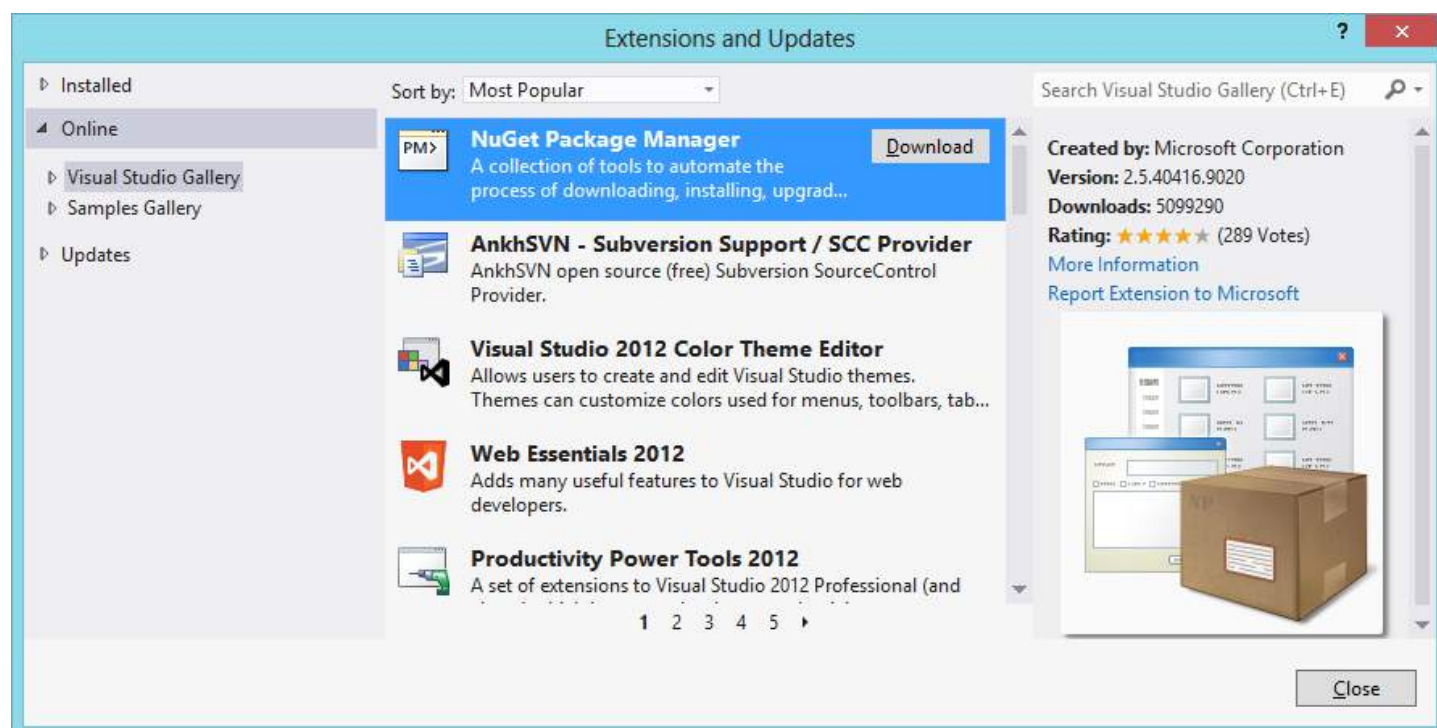 Extensions and Updates
?
Installed
Online
Visual Studio Gallery
Samples Gallery
Updates
Sort by: Most Popular
PM>
NuGet Package Manager
Download
A collection of tools to automate the
process of downloading, installing, upgrad...
AnkhSVN - Subversion Support / SCC Provider
AnkhSVN open source (free) Subversion SourceControl
Provider.
Visual Studio 2012 Color Theme Editor
Allows users to create and edit Visual Studio themes.
Themes can customize colors used for menus, toolbars, tab...
Web Essentials 2012
Adds many useful features to Visual Studio for web
developers.
Productivity Power Tools 2012
A set of extensions to Visual Studio 2012 Professional (and
1 2 3 4 5
Search Visual Studio Gallery (Ctrl+E)
Created by: Microsoft Corporation
Version: 2.5.40416.9020
Downloads: 5099290
Rating: (289 Votes)
More Information
Report Extension to Microsoft
NP
Close